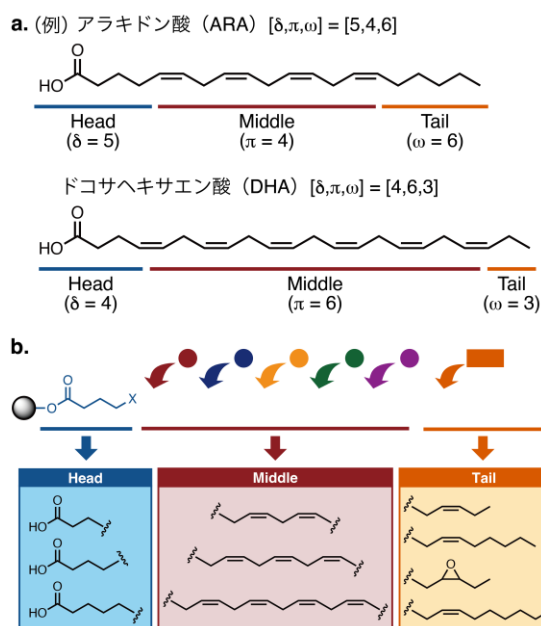 a. (例) アラキドン酸（ARA）[δ,π,ω] = [5,4,6]
O
HO
Head Middle Tail
(δ = 5) (π = 4) (ω = 6)
ドコサヘキサエン酸（DHA）[δ,π,ω] = [4,6,3]
O
HO
Head Middle Tail
(δ = 4) (π = 6) (ω = 3)
b.
O
O X
Head Middle Tail
O
HO
O
HO
O
O
HO